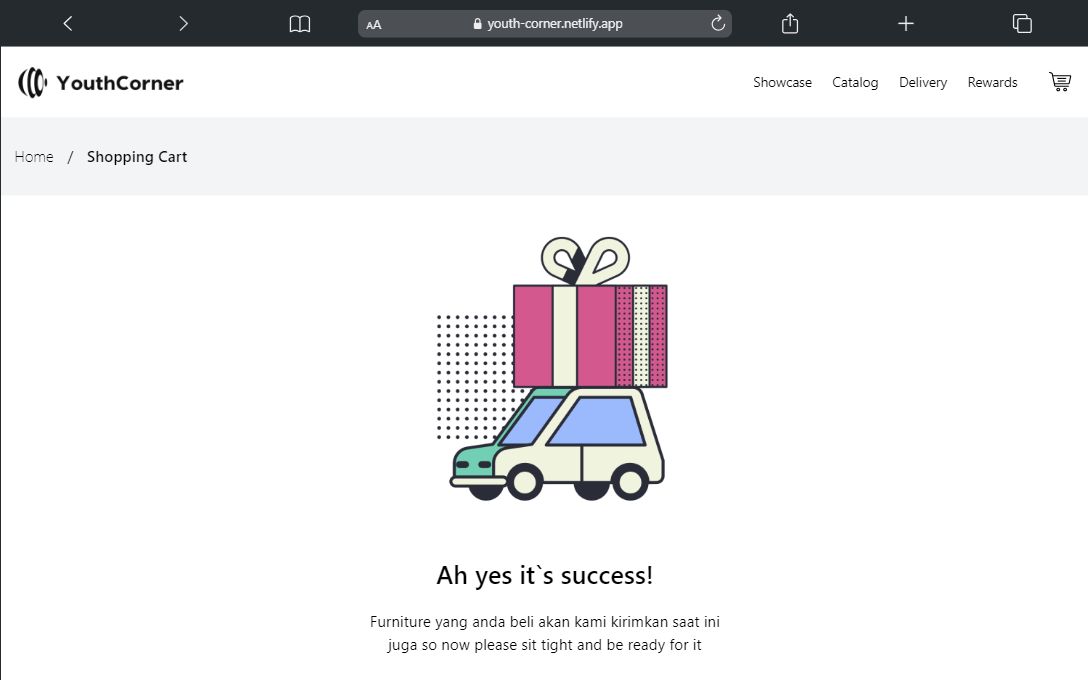 AA youth-corner.netlify.app
YouthCorner
Showcase Catalog Delivery Rewards
Home / Shopping Cart
Ah yes it`s success!
Furniture yang anda beli akan kami kirimkan saat ini
juga so now please sit tight and be ready for it